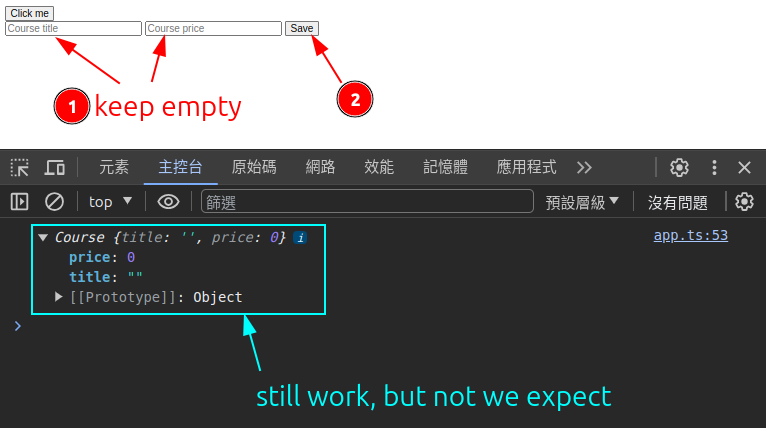 Click me
Course title Course price Save
1 keep empty 2
元素 主控台 原始碼 網路 效能 記憶體 應用程式
top 篩選 預設層級 沒有問題
Course {title: '', price: 0} i app.ts:53
price: 0
title: ""
[[Prototype]]: Object
still work, but not we expect